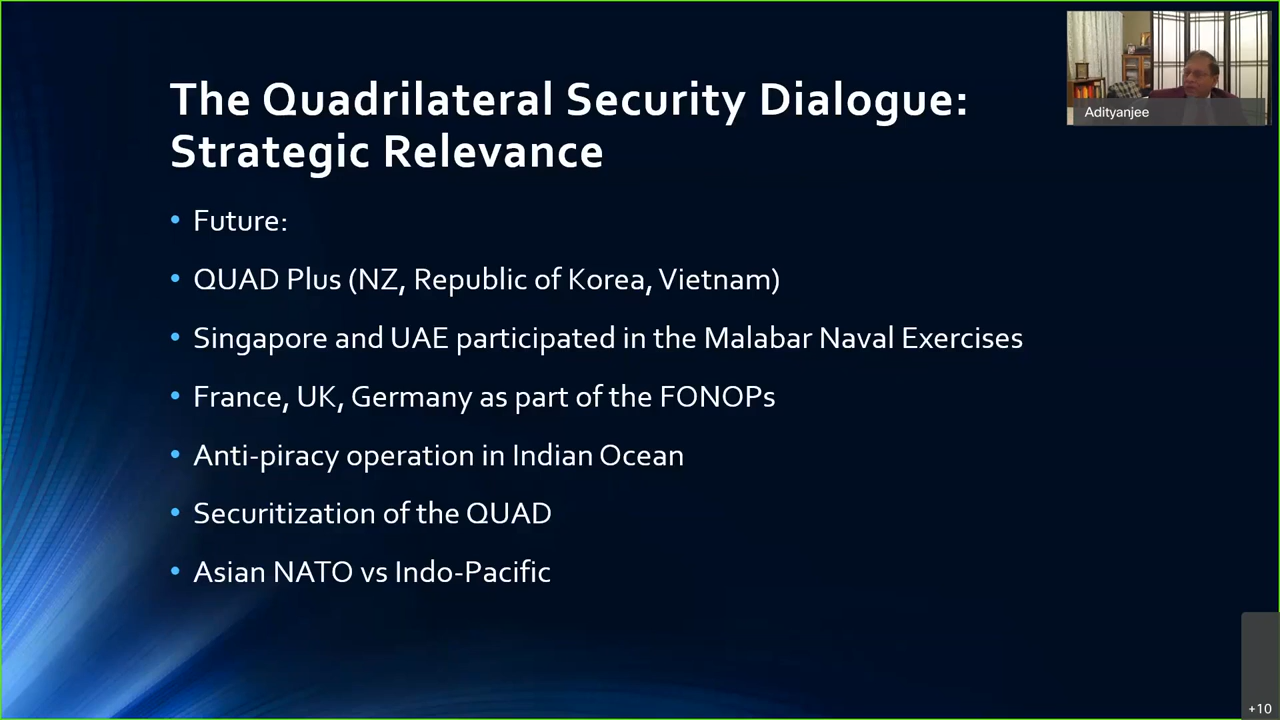 The Quadrilateral Security Dialogue:
Strategic Relevance
• Future:
• QUAD Plus (NZ, Republic of Korea, Vietnam)
• Singapore and UAE participated in the Malabar Naval Exercises
• France, UK, Germany as part of the FONOPs
• Anti-piracy operation in Indian Ocean
• Securitization of the QUAD
• Asian NATO vs Indo-Pacific
Adityanjee
+10